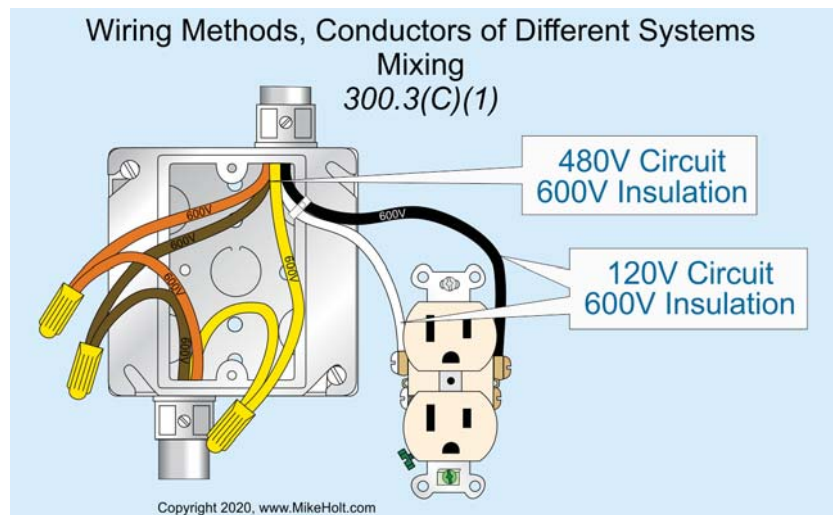 Wiring Methods, Conductors of Different Systems
Mixing
300.3(C)(1)
480V Circuit
600V Insulation
600V
600V
600V
600V
120V Circuit
600V Insulation
600V
600V
Copyright 2020, www.MikeHolt.com